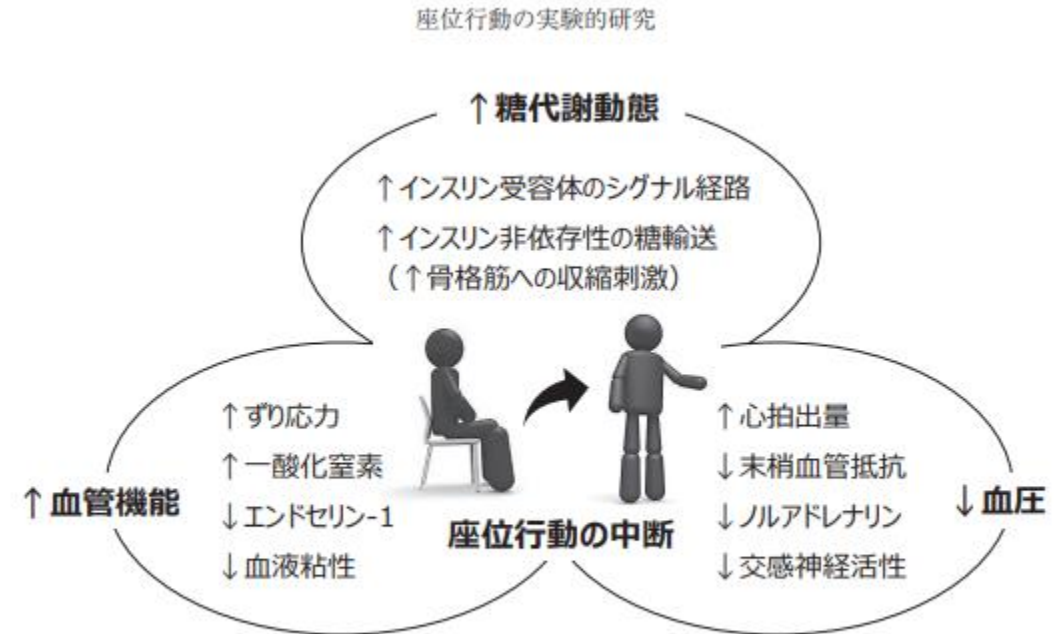 座位行動の実験的研究
↑糖代謝動態
↑インスリン受容体のシグナル経路
↑インスリン非依存性の糖輸送
（↑骨格筋への収縮刺激）
↑血管機能
↑ずり応力
↑一酸化窒素
↓エンドセリン-1
↓血液粘性
座位行動の中断
↑心拍出量
↓末梢血管抵抗
↓ノルアドレナリン
↓交感神経活性
↓血圧